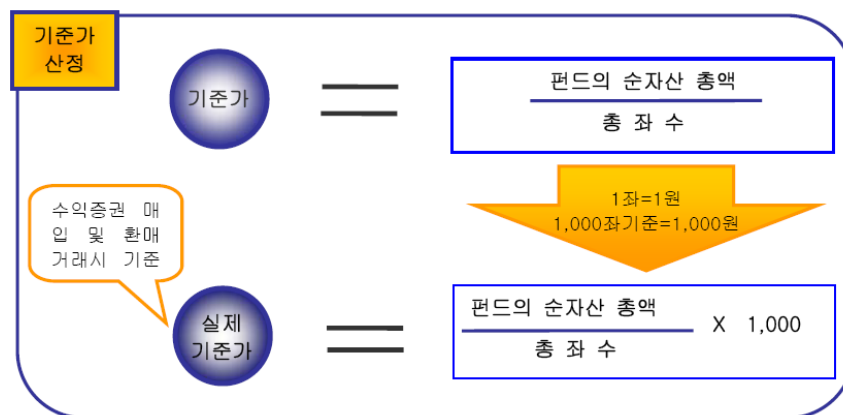 기준가
산정
기준가
펀드의 순자산 총액
총 좌 수
1좌=1원
1,000좌기준=1,000원
수익증권 매
입 및 환매
거래시 기준
실제
기준가
펀드의 순자산 총액
총 좌 수
X 1,000